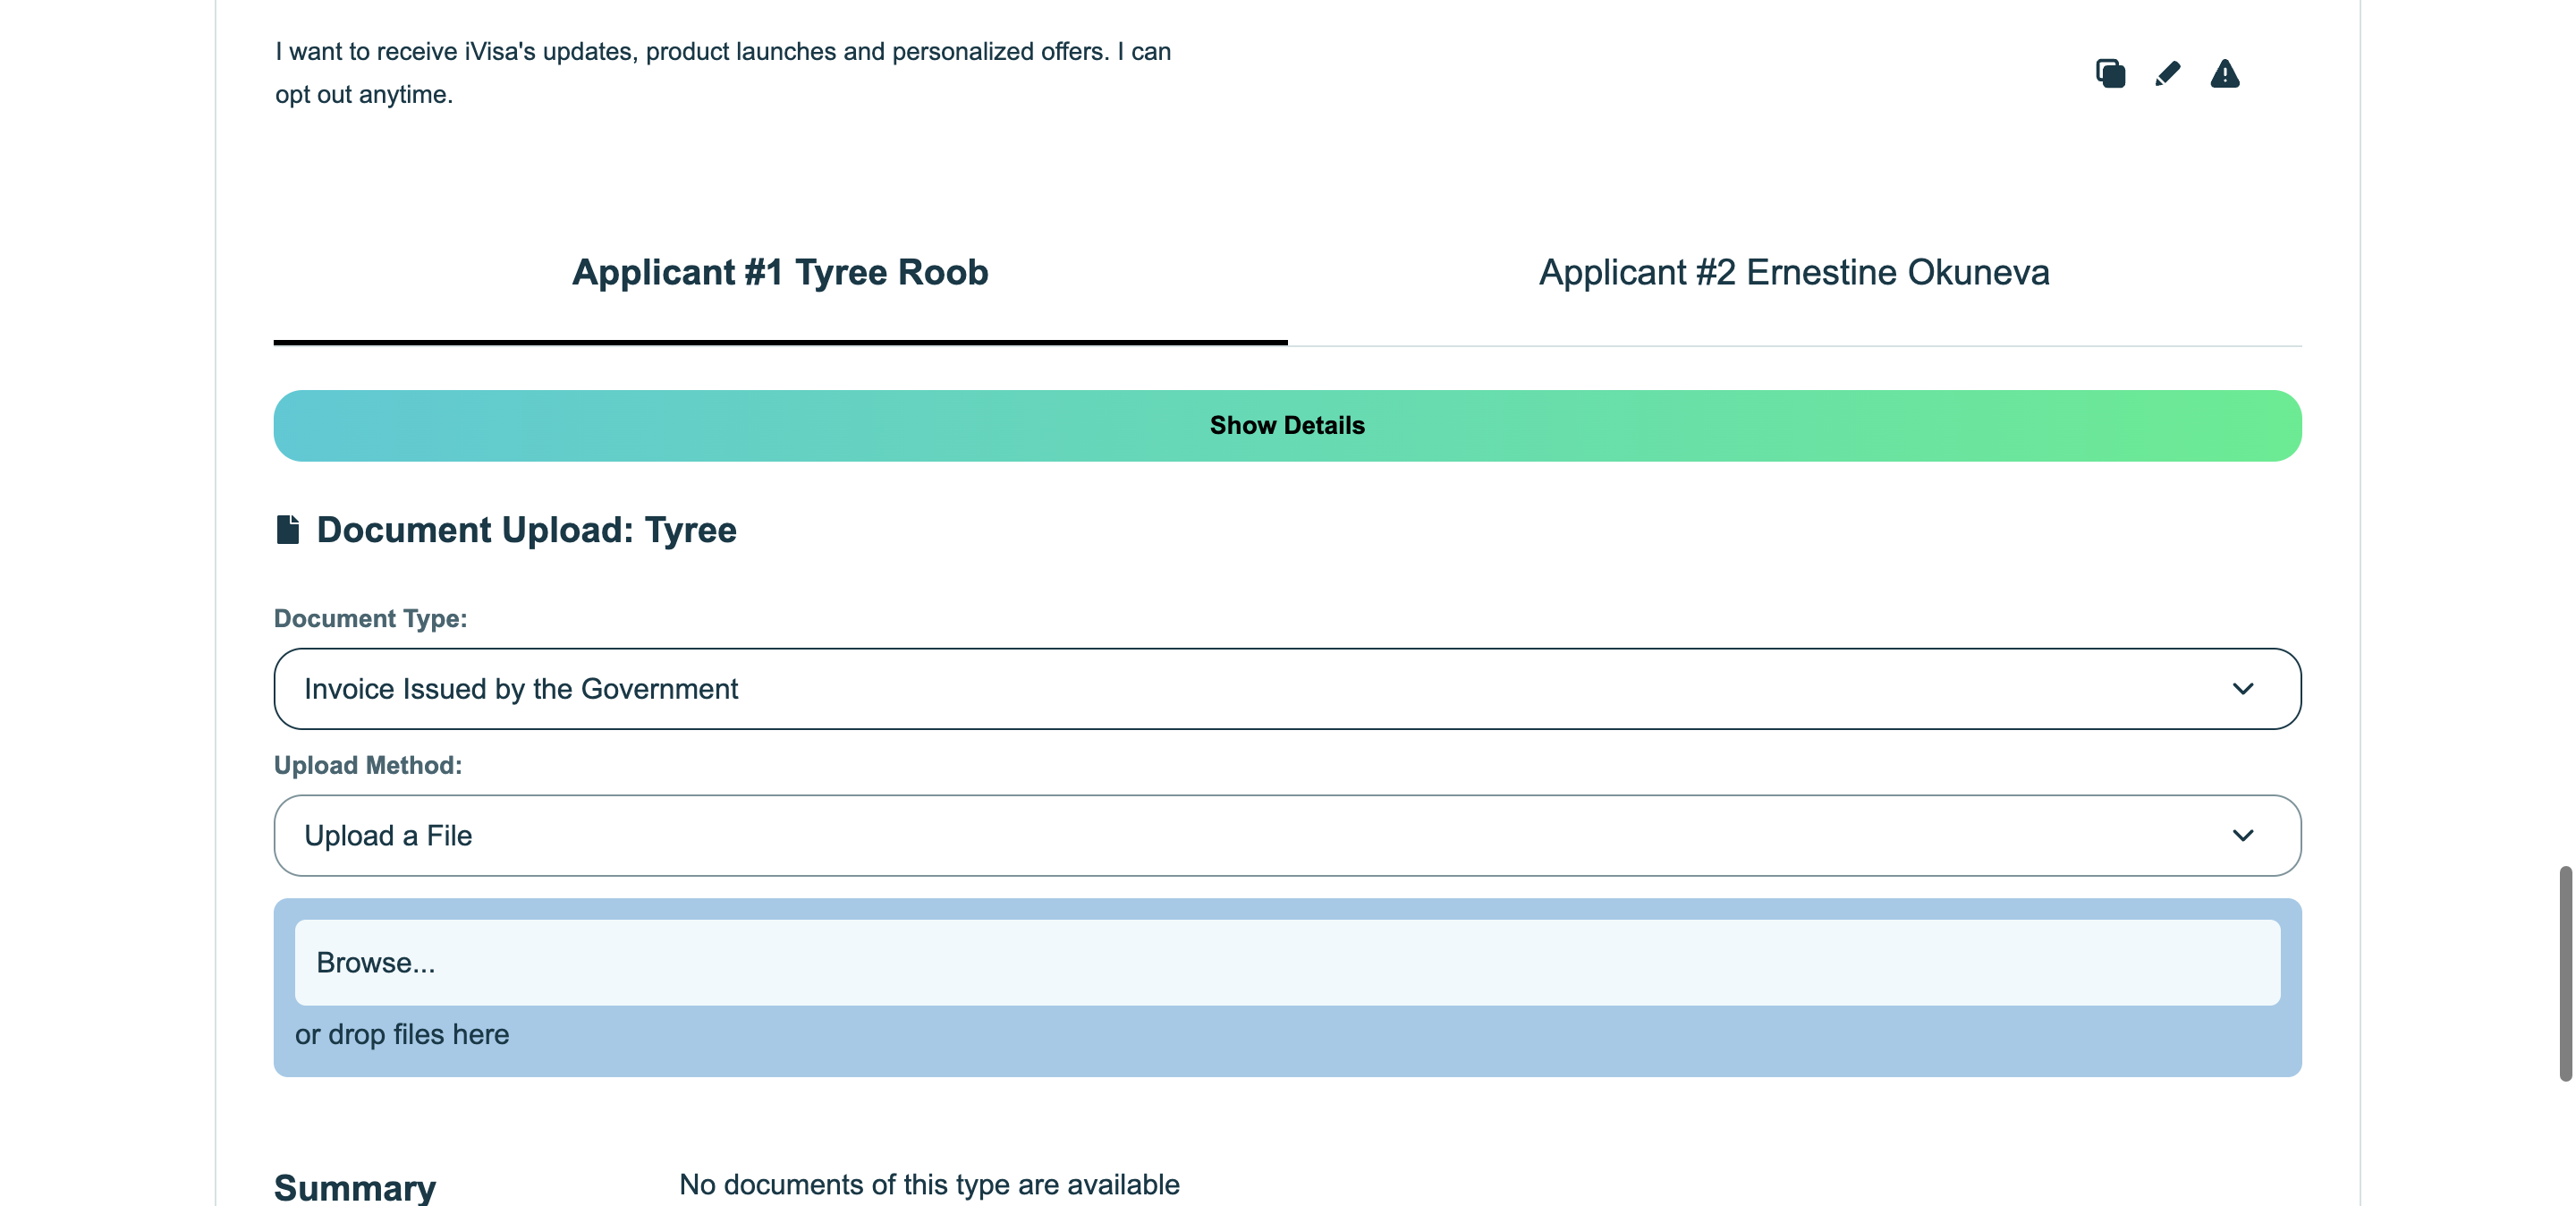 I want to receive iVisa's updates, product launches and personalized offers. I can
opt out anytime.
Applicant #1 Tyree Roob
Applicant #2 Ernestine Okuneva
Show Details
Document Upload: Tyree
Document Type:
Invoice Issued by the Government
Upload Method:
Upload a File
Browse...
or drop files here
Summary
No documents of this type are available